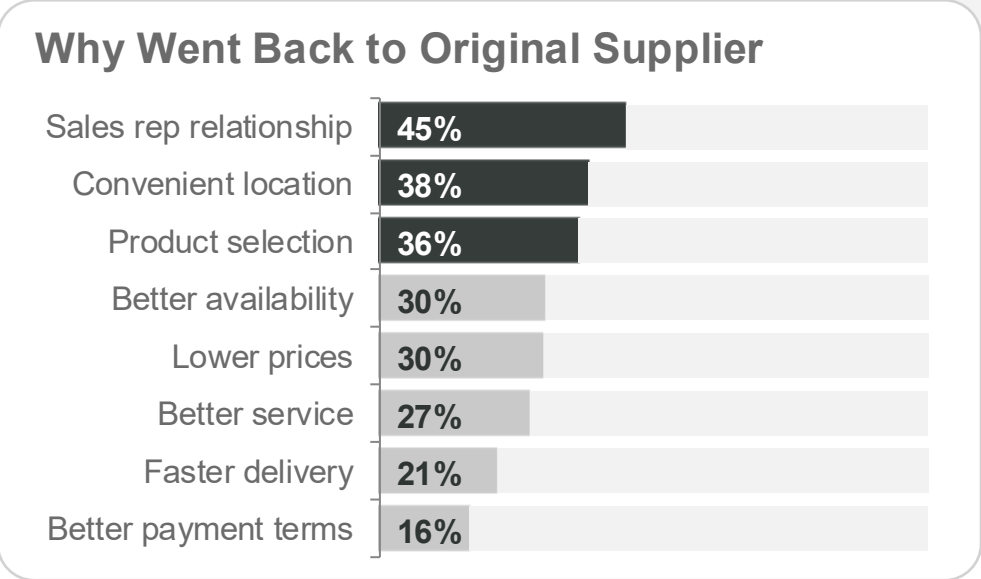 Why Went Back to Original Supplier
Sales rep relationship 45%
Convenient location 38%
Product selection 36%
Better availability 30%
Lower prices 30%
Better service 27%
Faster delivery 21%
Better payment terms 16%